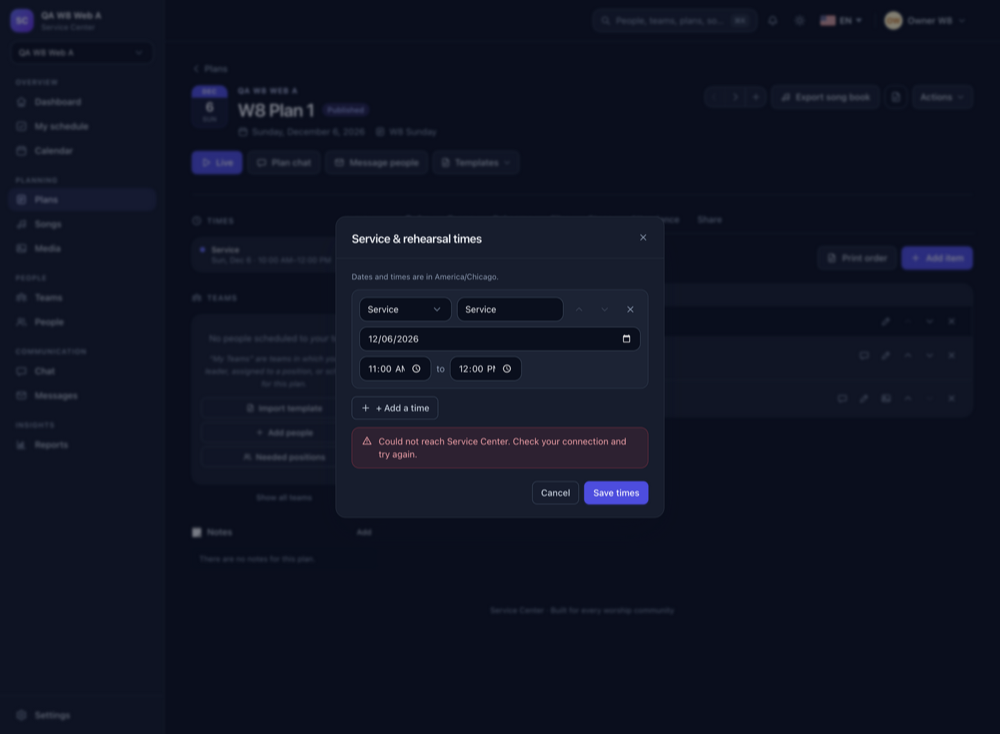 SC
QA W8 Web A
Service Center
QA W8 Web A
OVERVIEW
Dashboard
My schedule
Calendar
PLANNING
Plans
Songs
Media
PEOPLE
Teams
People
COMMUNICATION
Chat
Messages
INSIGHTS
Reports
Settings
People, teams, plans, so...
EN
Owner W8
Plans
DEC
6
SUN
QA W8 WEB A
W8 Plan 1
Published
Sunday, December 6, 2026
W8 Sunday
Export song book
Actions
Live
Plan chat
Message people
Templates
TIMES
Service
Sun, Dec 6 · 10:00 AM–12:00 PM
Share
Print order
Add item
TEAMS
No people scheduled to your
Import template
Add people
Needed positions
Show all teams
Notes
Add
There are no notes for this plan.
Service & rehearsal times
Dates and times are in America/Chicago.
Service
Service
12/06/2026
11:00 AM
to
12:00 PM
+ Add a time
Could not reach Service Center. Check your connection and
try again.
Cancel
Save times
Service Center · Built for every worship community